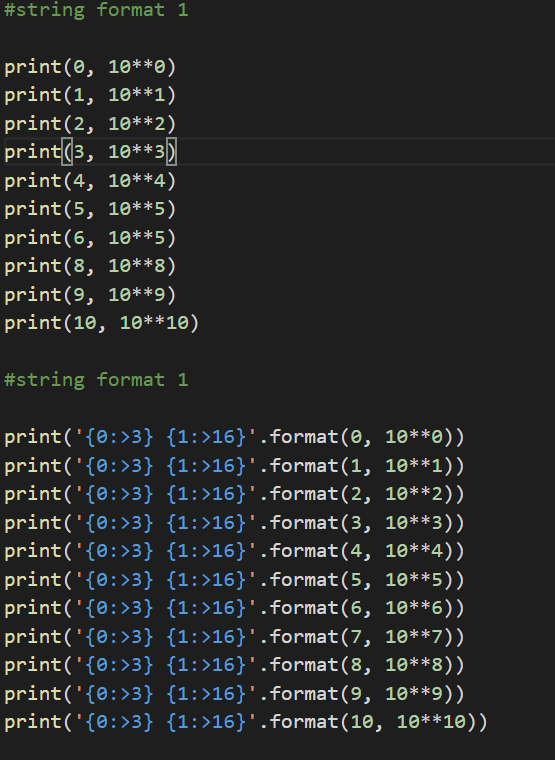 #string format 1
print(0, 10**0)
print(1, 10**1)
print(2, 10**2)
print(3, 10**3)
print(4, 10**4)
print(5, 10**5)
print(6, 10**5)
print(8, 10**8)
print(9, 10**9)
print(10, 10**10)
#string format 1
print('{0:>3} {1:>16}'.format(0, 10**0))
print('{0:>3} {1:>16}'.format(1, 10**1))
print('{0:>3} {1:>16}'.format(2, 10**2))
print('{0:>3} {1:>16}'.format(3, 10**3))
print('{0:>3} {1:>16}'.format(4, 10**4))
print('{0:>3} {1:>16}'.format(5, 10**5))
print('{0:>3} {1:>16}'.format(6, 10**6))
print('{0:>3} {1:>16}'.format(7, 10**7))
print('{0:>3} {1:>16}'.format(8, 10**8))
print('{0:>3} {1:>16}'.format(9, 10**9))
print('{0:>3} {1:>16}'.format(10, 10**10))